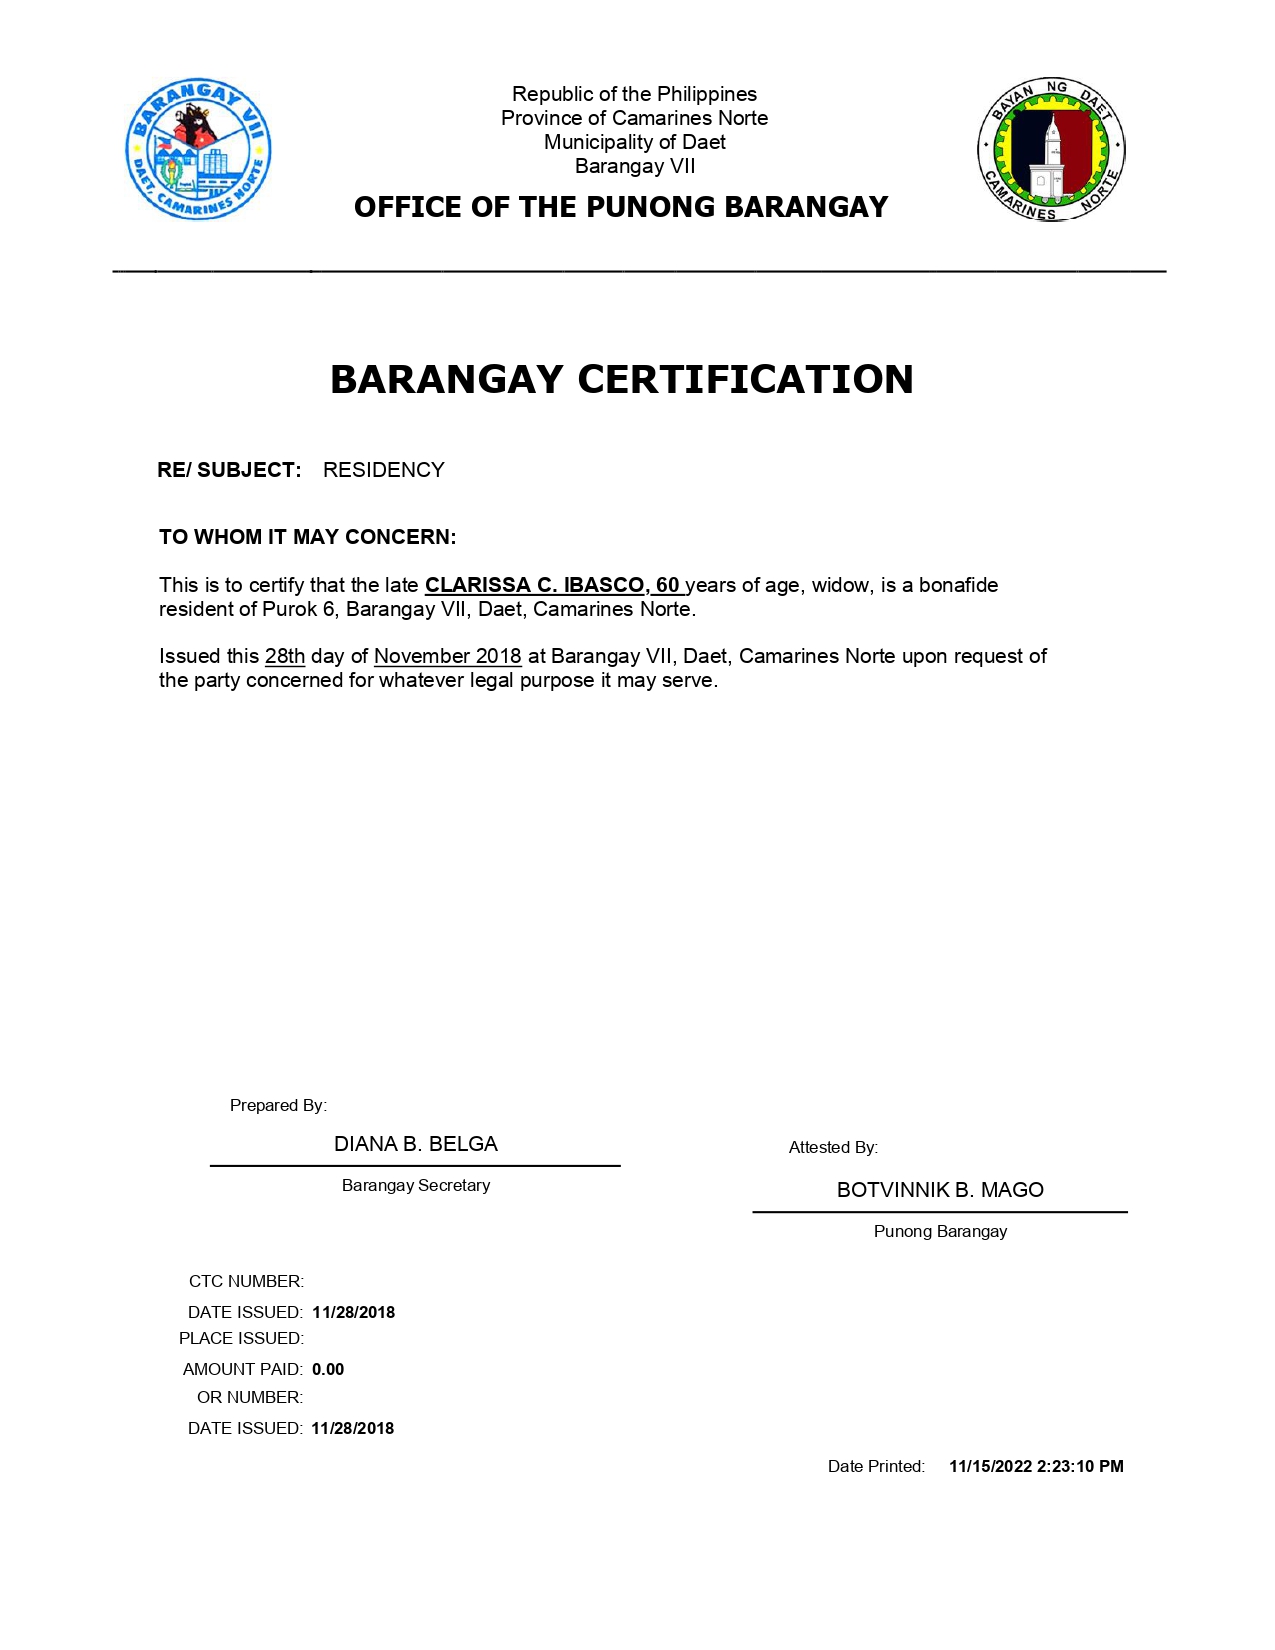 BARANGAY VII
DAET, CAMARINES NORTE
Republic of the Philippines
Province of Camarines Norte
Municipality of Daet
Barangay VII
OFFICE OF THE PUNONG BARANGAY
BAYAN NG DAET
CAMARINES NORTE
BARANGAY CERTIFICATION
RE/ SUBJECT: RESIDENCY
TO WHOM IT MAY CONCERN:
This is to certify that the late CLARISSA C. IBASCO, 60 years of age, widow, is a bonafide
resident of Purok 6, Barangay VII, Daet, Camarines Norte.
Issued this 28th day of November 2018 at Barangay VII, Daet, Camarines Norte upon request of
the party concerned for whatever legal purpose it may serve.
Prepared By:
DIANA B. BELGA
Barangay Secretary
Attested By:
BOTVINNIK B. MAGO
Punong Barangay
CTC NUMBER:
DATE ISSUED: 11/28/2018
PLACE ISSUED:
AMOUNT PAID: 0.00
OR NUMBER:
DATE ISSUED: 11/28/2018
Date Printed: 11/15/2022 2:23:10 PM